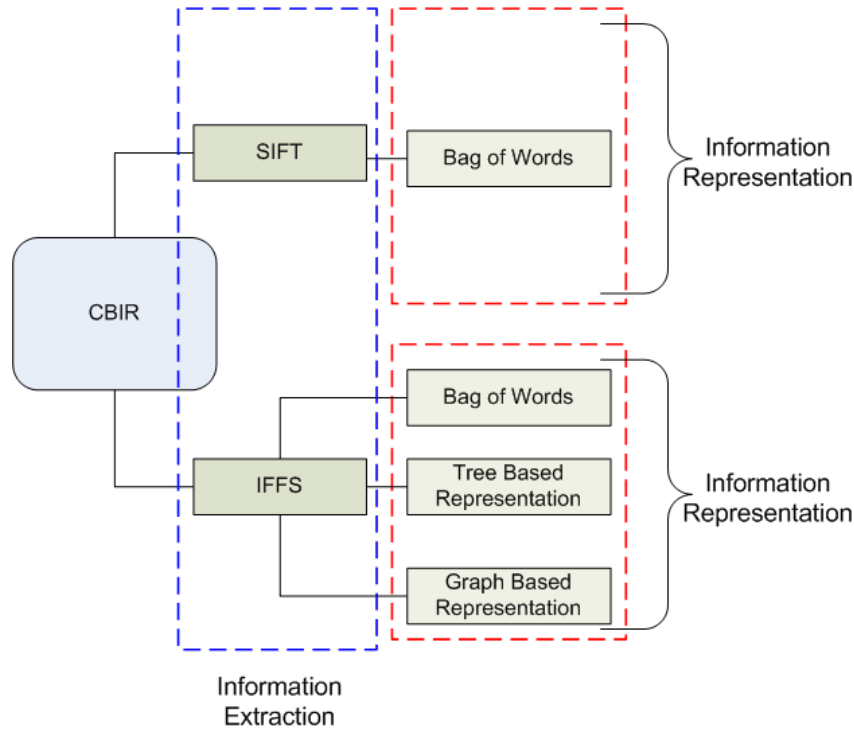 SIFT
Bag of Words
Information
Representation
CBIR
Bag of Words
IFFS
Tree Based
Representation
Information
Representation
Graph Based
Representation
Information
Extraction